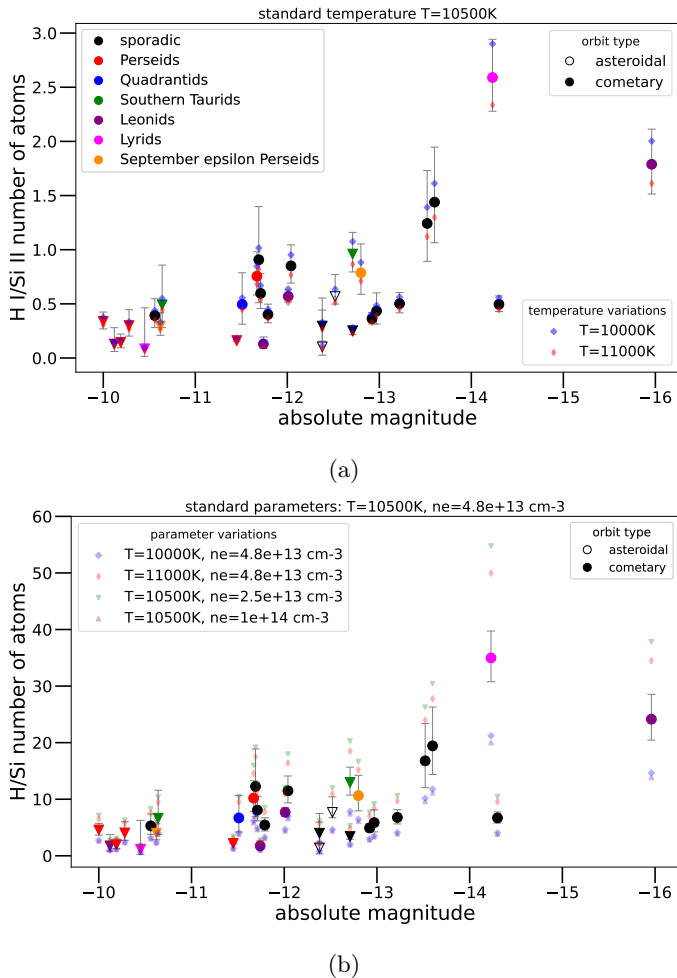 standard temperature T=10500K
H I/Si II number of atoms
3.0
2.5
2.0
1.5
1.0
0.5
0.0
sporadic
Perseids
Quadrantids
Southern Taurids
Leonids
Lyrids
September epsilon Perseids
orbit type
asteroidal
cometary
temperature variations
T=10000K
T=11000K
−10 −11 −12 −13 −14 −15 −16
absolute magnitude
(a)
standard parameters: T=10500K, ne=4.8e+13 cm-3
H/Si number of atoms
60
50
40
30
20
10
0
parameter variations
T=10000K, ne=4.8e+13 cm-3
T=11000K, ne=4.8e+13 cm-3
T=10500K, ne=2.5e+13 cm-3
T=10500K, ne=1e+14 cm-3
orbit type
asteroidal
cometary
−10 −11 −12 −13 −14 −15 −16
absolute magnitude
(b)